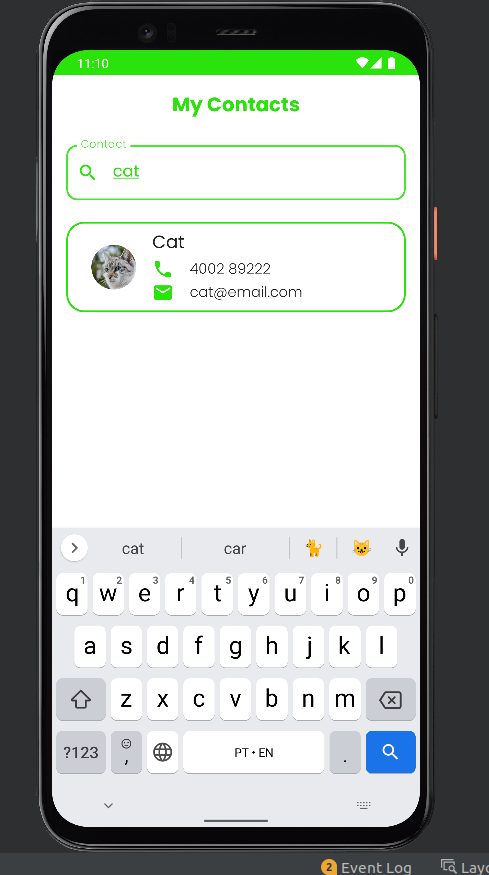 11:10
My Contacts
Contact
cat
Cat
4002 89222
cat@email.com
cat car
q1 w2 e3 r4 t5 y6 u7 i8 o9 p0
a s d f g h j k l
z x c v b n m
?123 , PT • EN .
2 Event Log Layo